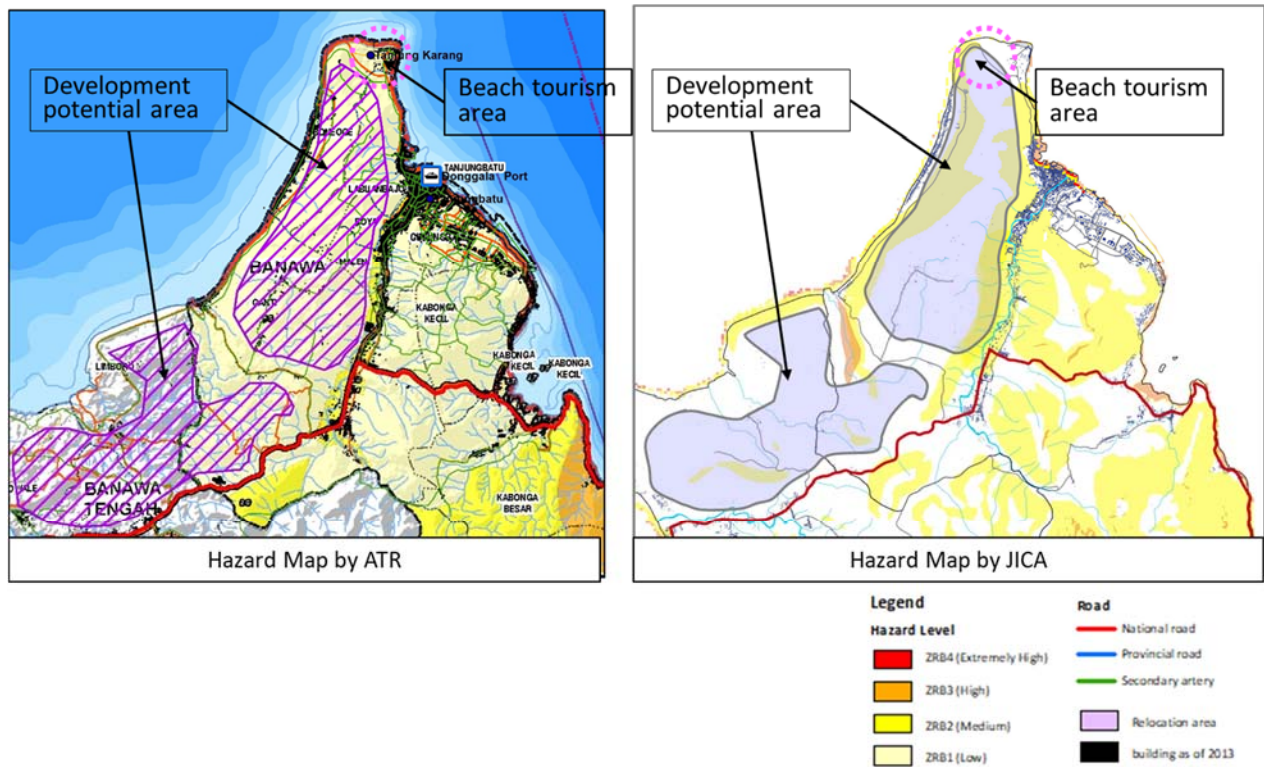 Development
potential area
Beach tourism
area
Tanjung Karang
TANJUNGBATU
Donggala Port
BANAWA
KABONGA
KECIL
KABONGA
KECIL
KABONGA
KECIL
LIMBORO
BANAWA
TENGAH
KABONGA
BESAR
Hazard Map by ATR
Development
potential area
Beach tourism
area
Hazard Map by JICA
Legend
Hazard Level
ZRB4 (Extremely High)
ZRB3 (High)
ZRB2 (Medium)
ZRB1 (Low)
Road
National road
Provincial road
Secondary artery
Relocation area
building as of 2013